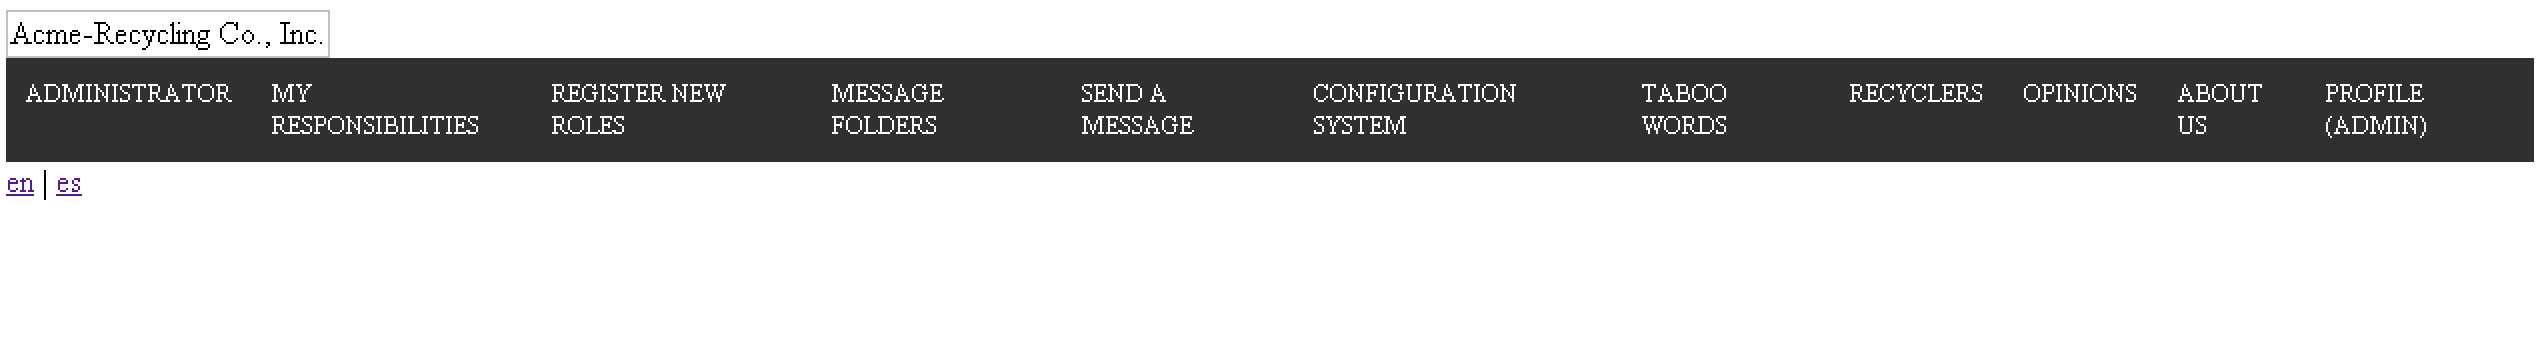 Acme-Recycling Co., Inc.
ADMINISTRATOR
MY
RESPONSIBILITIES
REGISTER NEW
ROLES
MESSAGE
FOLDERS
SEND A
MESSAGE
CONFIGURATION
SYSTEM
TABOO
WORDS
RECYCLERS
OPINIONS
ABOUT
US
PROFILE
(ADMIN)
en | es